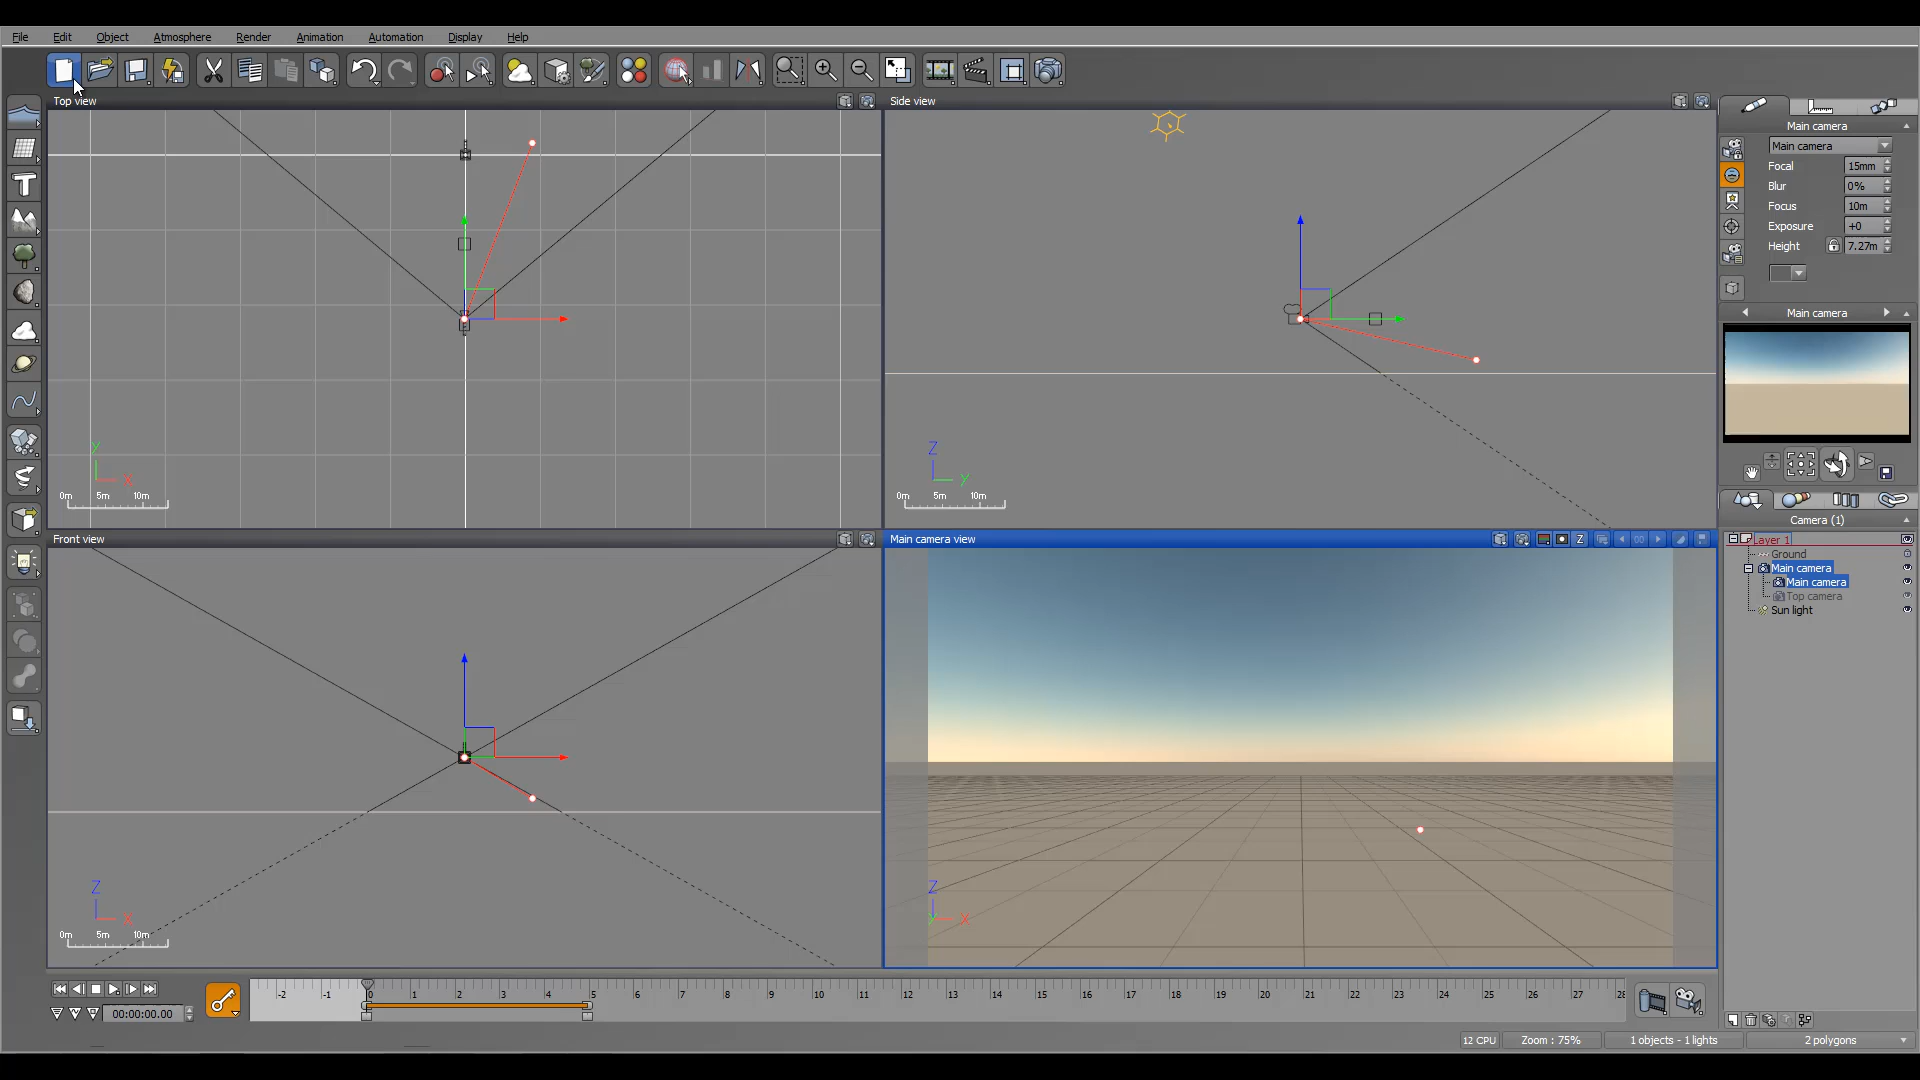 File Edit Object Atmosphere Render Animation Automation Display Help
Top view
Side view
Main camera
Main camera
Focal 15mm
Blur 0%
Focus 10m
Exposure +0
Height 7.27m
Main camera
y
x
0m 5m 10m
Z
y
0m 5m 10m
Camera (1)
Front view
Main camera view
Z
Layer 1
Ground
Main camera
Main camera
Top camera
Sun light
Z
X
0m 5m 10m
Z
y X
-2 -1 0 1 2 3 4 5 6 7 8 9 10 11 12 13 14 15 16 17 18 19 20 21 22 23 24 25 26 27 28
00:00:00.00
12 CPU Zoom : 75% 1 objects - 1 lights 2 polygons